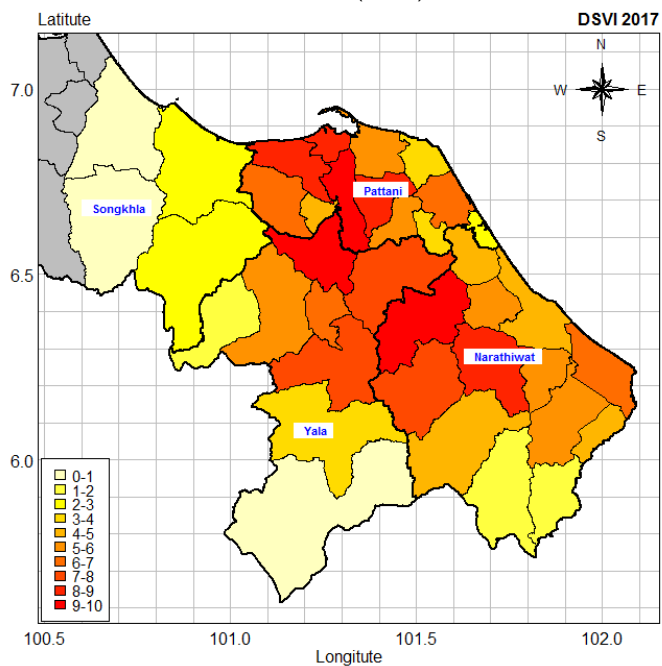 Latitute DSVI 2017
N
W E
S
7.0
6.5
6.0
Pattani
Songkhla
Narathiwat
Yala
0-1
1-2
2-3
3-4
4-5
5-6
6-7
7-8
8-9
9-10
100.5 101.0 101.5 102.0
Longitute